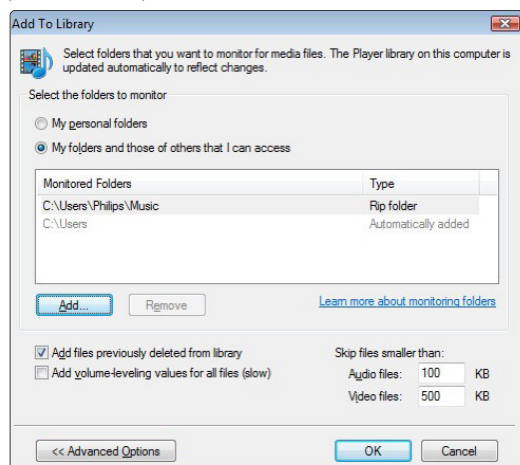 Add To Library
Select folders that you want to monitor for media files. The Player library on this computer is
updated automatically to reflect changes.
Select the folders to monitor
My personal folders
My folders and those of others that I can access
Monitored Folders Type
C:\Users\Philips\Music Rip folder
C:\Users Automatically added
Add... Remove Learn more about monitoring folders
Add files previously deleted from library Skip files smaller than:
Add volume-leveling values for all files (slow) Audio files: 100 KB
Video files: 500 KB
<< Advanced Options OK Cancel